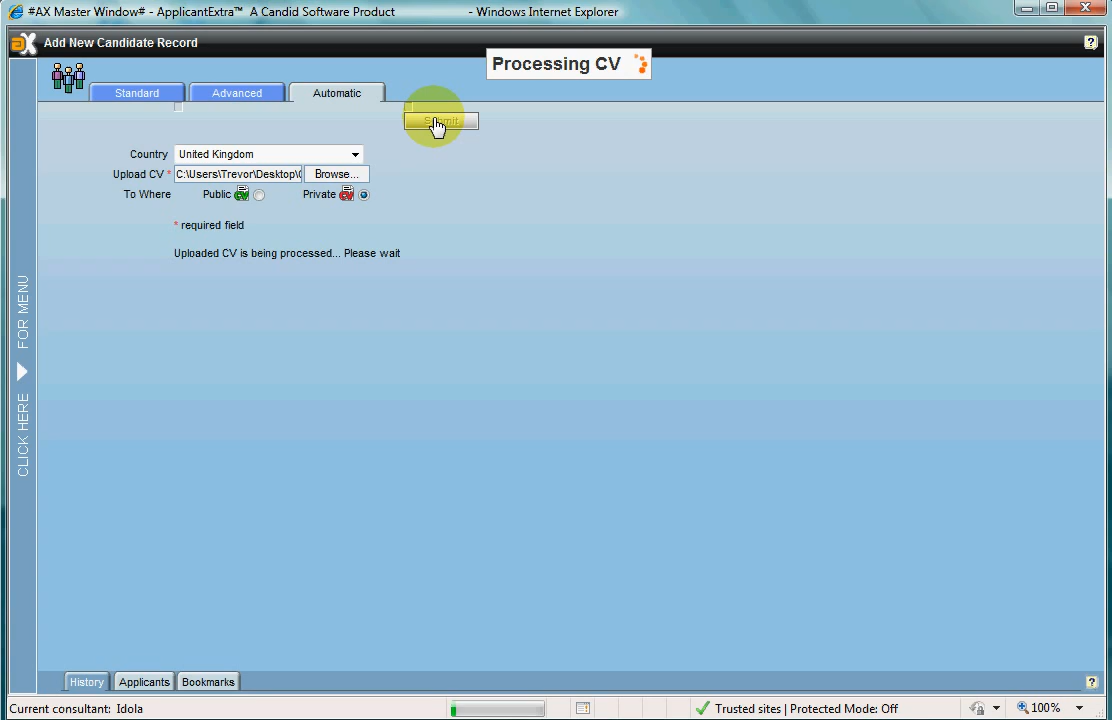 #AX Master Window# - ApplicantExtra™ A Candid Software Product - Windows Internet Explorer
Add New Candidate Record
?
Processing CV
Standard
Advanced
Automatic
Submit
Country United Kingdom
Upload CV * C:\Users\Trevor\Desktop\ Browse...
To Where Public CV Private CV
* required field
Uploaded CV is being processed... Please wait
CLICK HERE FOR MENU
History
Applicants
Bookmarks
?
Current consultant: Idola
Trusted sites | Protected Mode: Off
100%